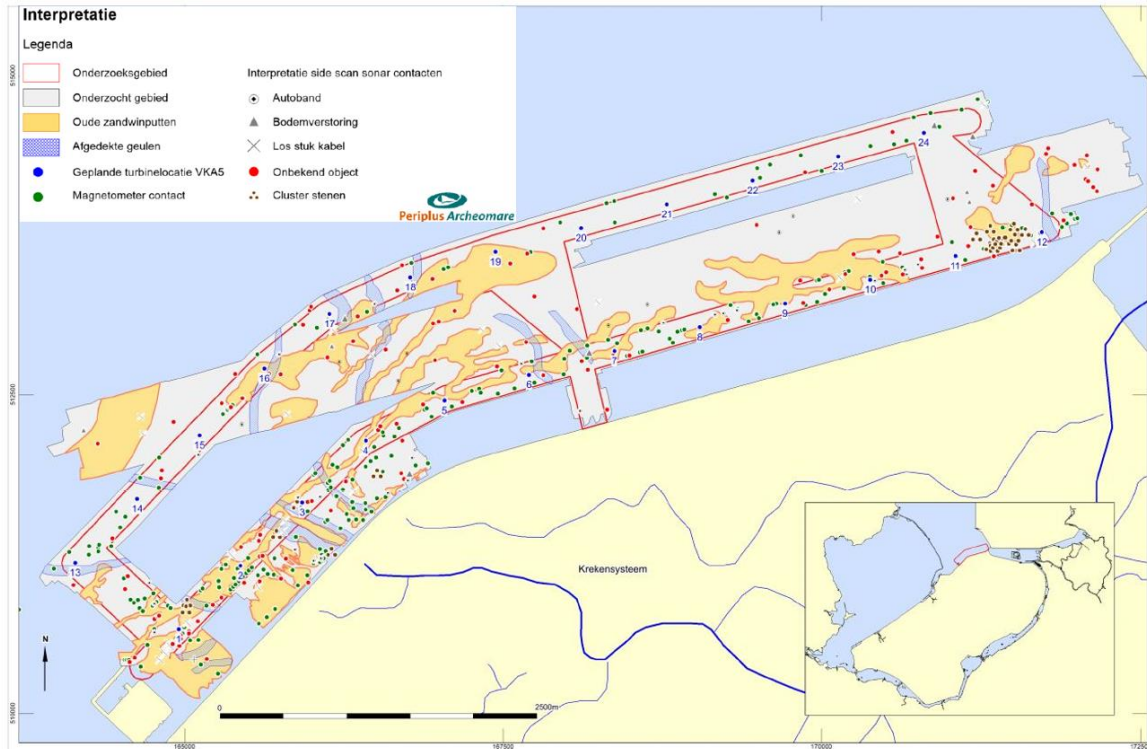 Interpretatie
Legenda
Onderzoeksgebied
Onderzocht gebied
Oude zandwinputten
Afgedekte geulen
Geplande turbinelocatie VKA5
Magnetometer contact
Interpretatie side scan sonar contacten
Autoband
Bodemverstoring
Los stuk kabel
Onbekend object
Cluster stenen
Periplus Archeomare
515000
512500
510000
24
23
22
21
20
19
18
17
16
15
14
13
12
11
10
9
8
7
6
5
4
3
2
1
Krekensysteem
N
0
2500m
165000
167500
170000